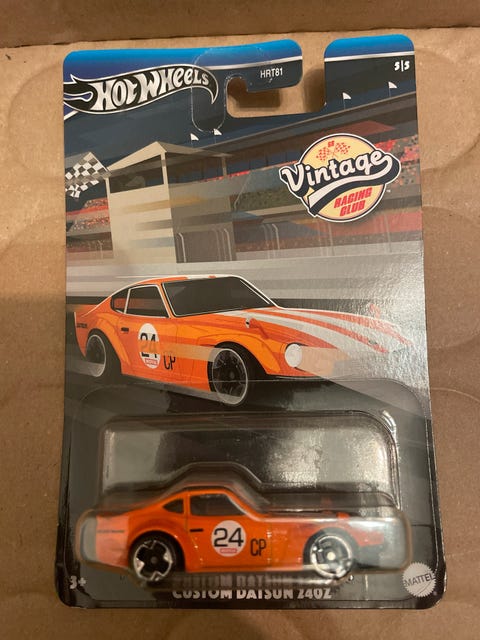 HOT WHEELS
HRT81
5|5
Vintage
RACING
CLUB
24
CP
24
CP
3+
CUSTOM DATSUN 240Z
MATTEL